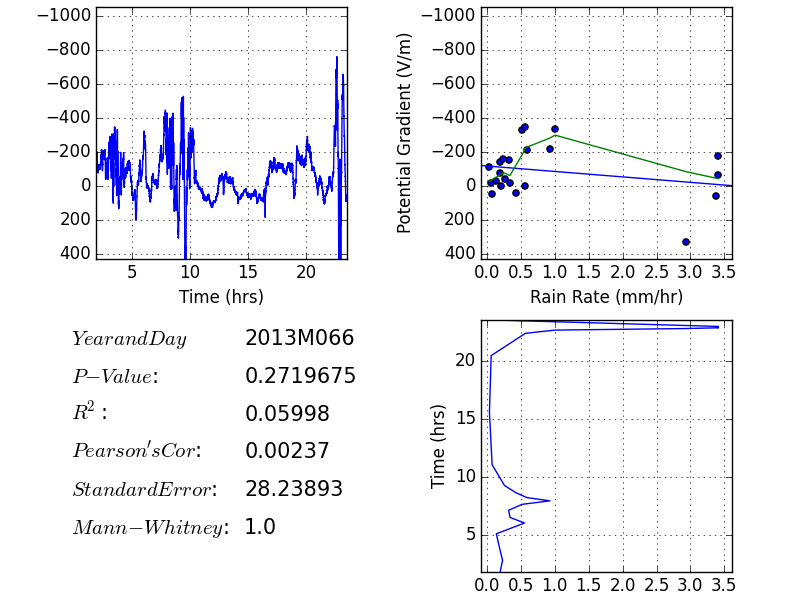 −1000
−800
−600
−400
−200
0
200
400
5 10 15 20
Time (hrs)
Potential Gradient (V/m)
−1000
−800
−600
−400
−200
0
200
400
0.0 0.5 1.0 1.5 2.0 2.5 3.0 3.5
Rain Rate (mm/hr)
YearandDay 2013M066
P−Value: 0.2719675
R²: 0.05998
Pearson′sCor: 0.00237
StandardError: 28.23893
Mann−Whitney: 1.0
Time (hrs)
20
15
10
5
0.0 0.5 1.0 1.5 2.0 2.5 3.0 3.5